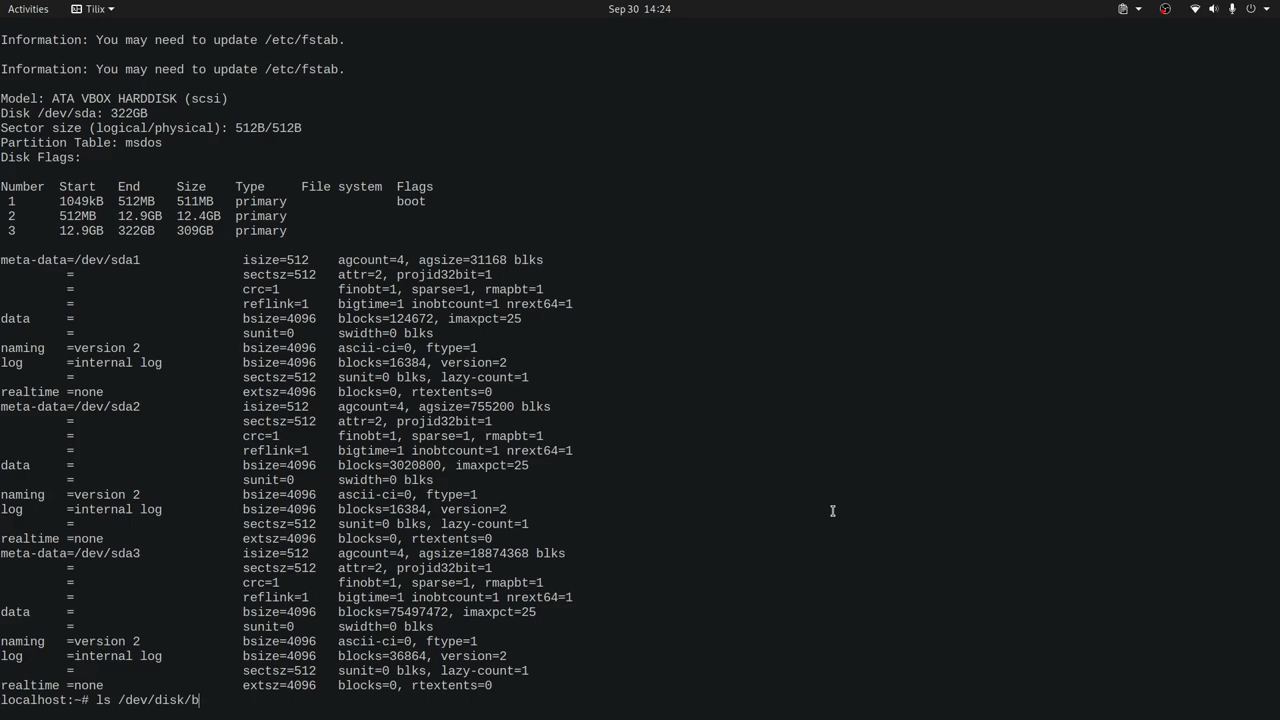 Activities Tilix Sep 30 14:24
Information: You may need to update /etc/fstab.
Information: You may need to update /etc/fstab.
Model: ATA VBOX HARDDISK (scsi)
Disk /dev/sda: 322GB
Sector size (logical/physical): 512B/512B
Partition Table: msdos
Disk Flags:
Number  Start   End     Size    Type      File system  Flags
 1      1049kB  512MB   511MB   primary                boot
 2      512MB   12.9GB  12.4GB  primary
 3      12.9GB  322GB   309GB   primary
meta-data=/dev/sda1              isize=512    agcount=4, agsize=31168 blks
         =                       sectsz=512   attr=2, projid32bit=1
         =                       crc=1        finobt=1, sparse=1, rmapbt=1
         =                       reflink=1    bigtime=1 inobtcount=1 nrext64=1
data     =                       bsize=4096   blocks=124672, imaxpct=25
         =                       sunit=0      swidth=0 blks
naming   =version 2              bsize=4096   ascii-ci=0, ftype=1
log      =internal log           bsize=4096   blocks=16384, version=2
         =                       sectsz=512   sunit=0 blks, lazy-count=1
realtime =none                   extsz=4096   blocks=0, rtextents=0
meta-data=/dev/sda2              isize=512    agcount=4, agsize=755200 blks
         =                       sectsz=512   attr=2, projid32bit=1
         =                       crc=1        finobt=1, sparse=1, rmapbt=1
         =                       reflink=1    bigtime=1 inobtcount=1 nrext64=1
data     =                       bsize=4096   blocks=3020800, imaxpct=25
         =                       sunit=0      swidth=0 blks
naming   =version 2              bsize=4096   ascii-ci=0, ftype=1
log      =internal log           bsize=4096   blocks=16384, version=2
         =                       sectsz=512   sunit=0 blks, lazy-count=1
realtime =none                   extsz=4096   blocks=0, rtextents=0
meta-data=/dev/sda3              isize=512    agcount=4, agsize=18874368 blks
         =                       sectsz=512   attr=2, projid32bit=1
         =                       crc=1        finobt=1, sparse=1, rmapbt=1
         =                       reflink=1    bigtime=1 inobtcount=1 nrext64=1
data     =                       bsize=4096   blocks=75497472, imaxpct=25
         =                       sunit=0      swidth=0 blks
naming   =version 2              bsize=4096   ascii-ci=0, ftype=1
log      =internal log           bsize=4096   blocks=36864, version=2
         =                       sectsz=512   sunit=0 blks, lazy-count=1
realtime =none                   extsz=4096   blocks=0, rtextents=0
localhost:~# ls /dev/disk/b